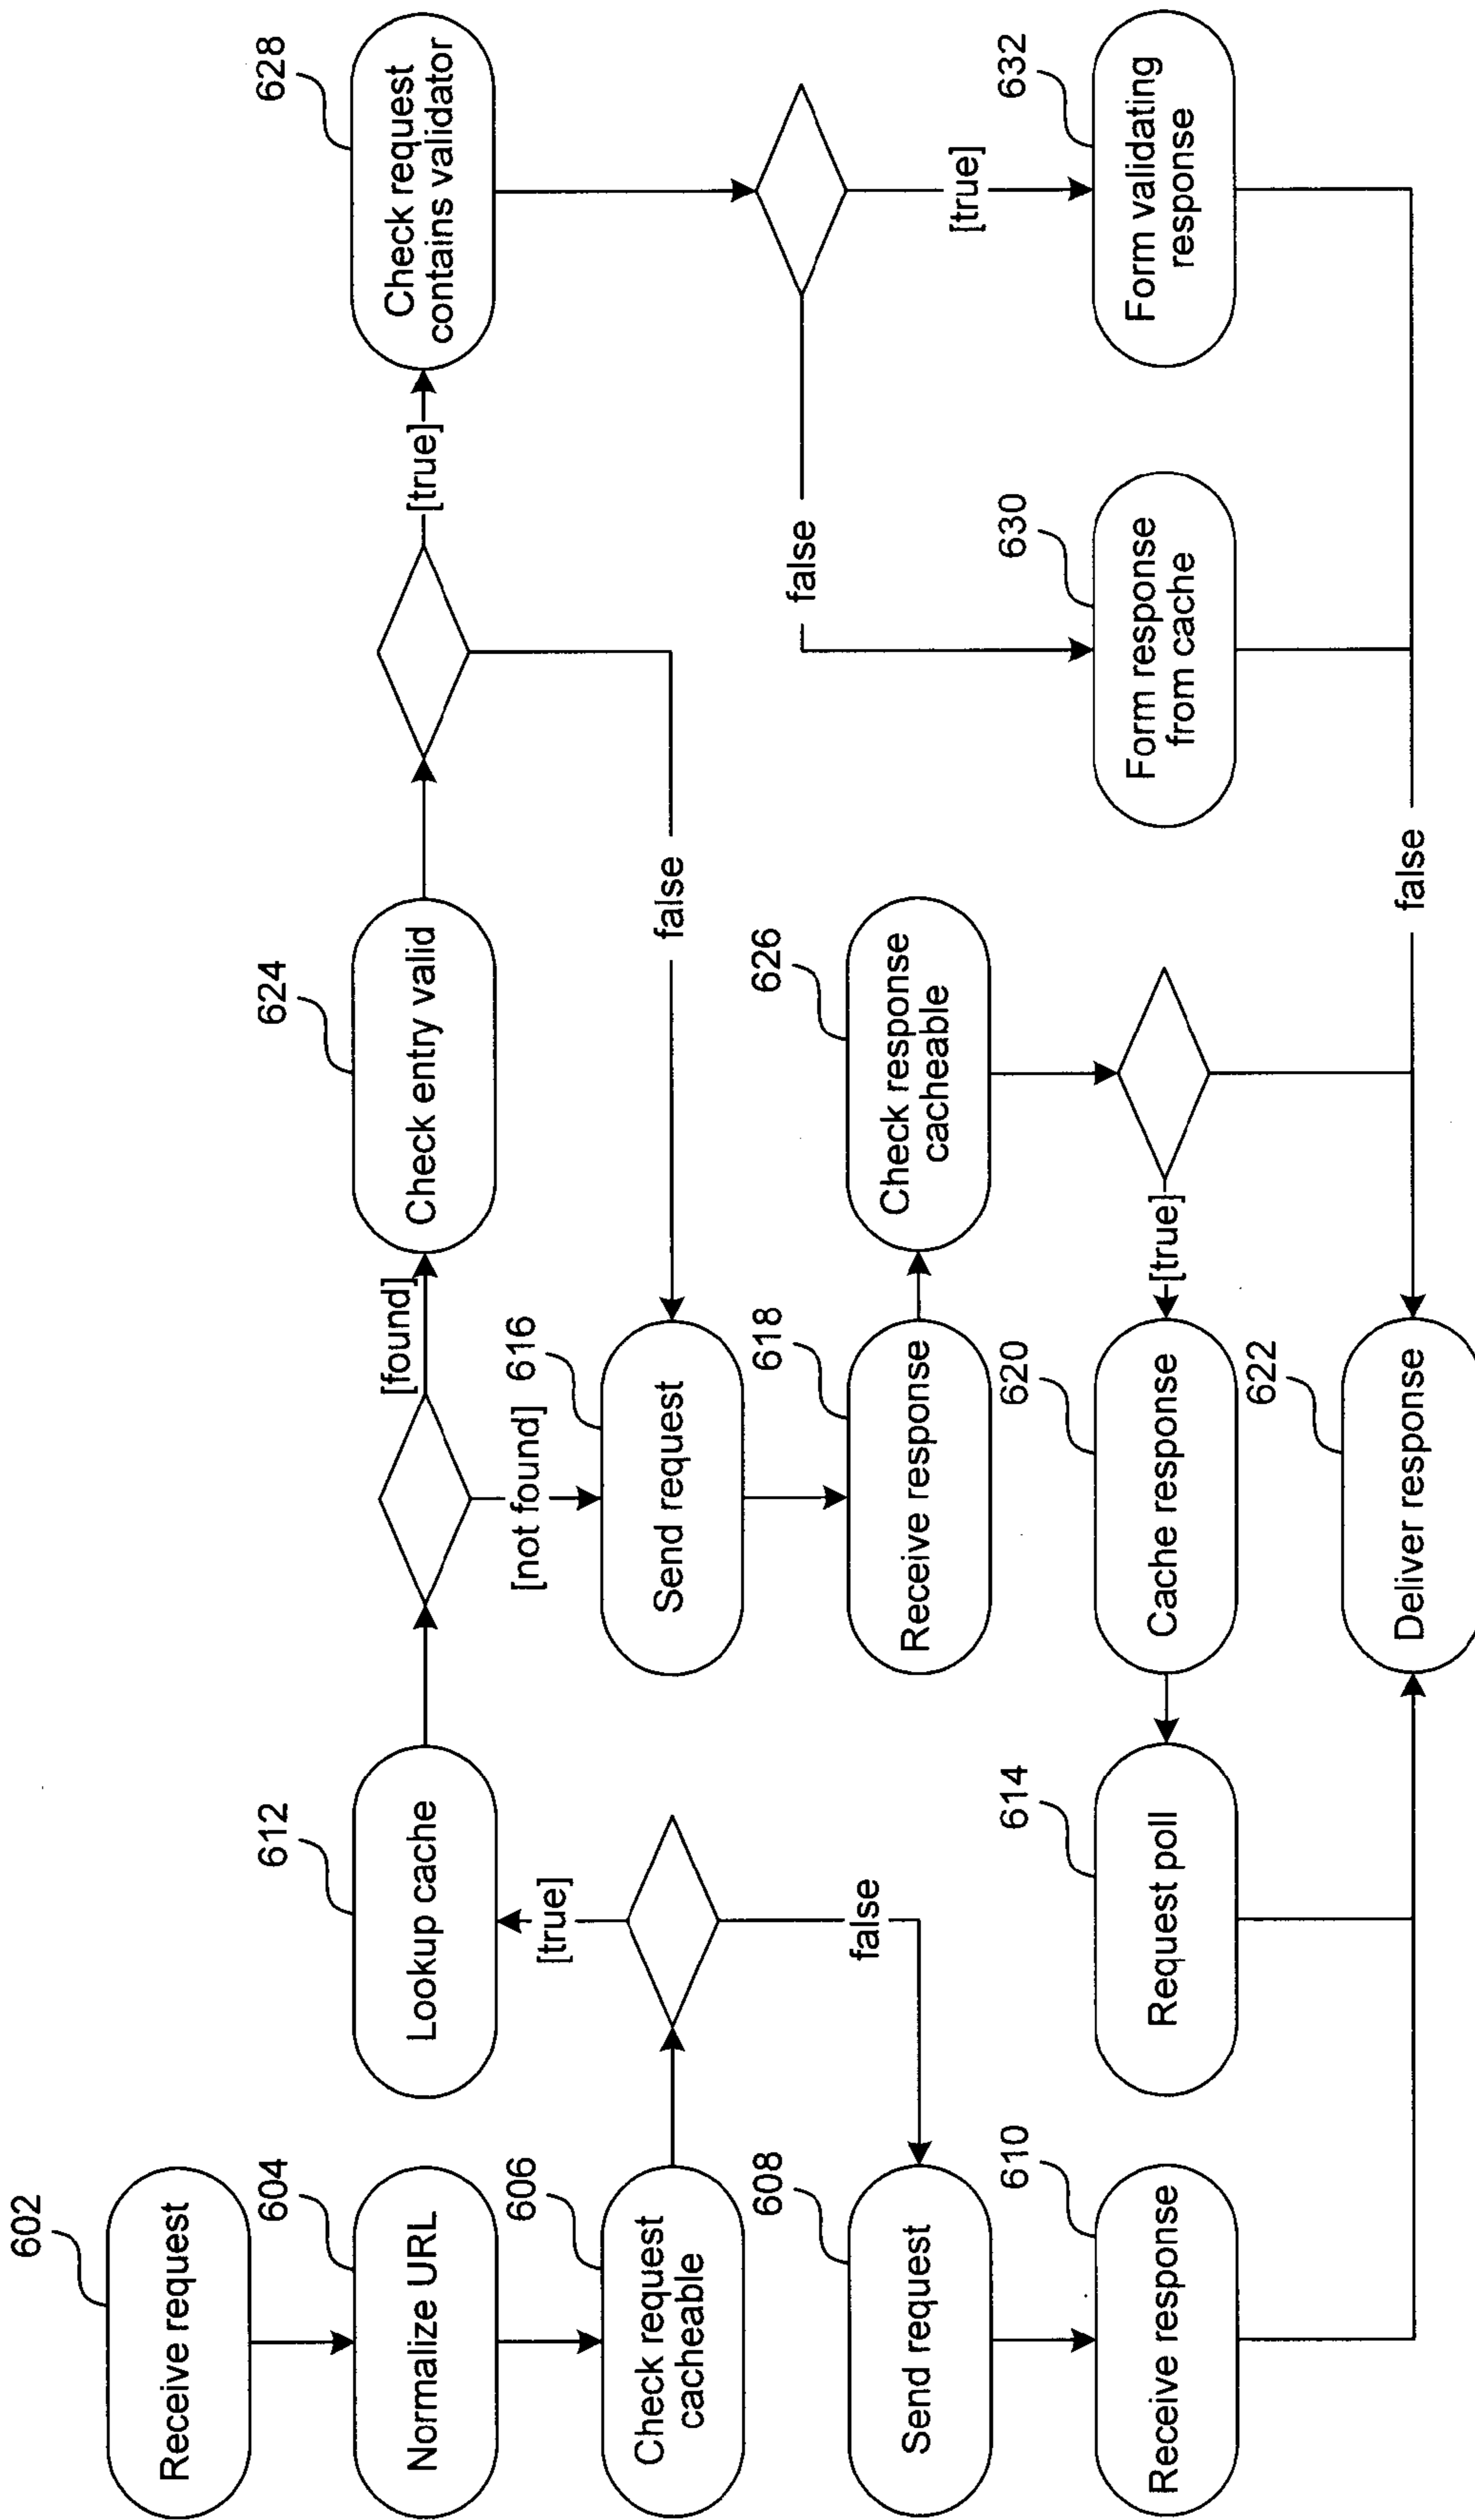 602
Receive request
604
Normalize URL
606
Check request
cacheable
608
Send request
610
Receive response
612
Lookup cache
[true]
false
614
Request poll
[found]
[not found]
616
Send request
618
Receive response
620
Cache response
622
Deliver response
624
Check entry valid
626
Check response
cacheable
[true]
false
[true]
false
628
Check request
contains validator
false
[true]
630
Form response
from cache
632
Form validating
response